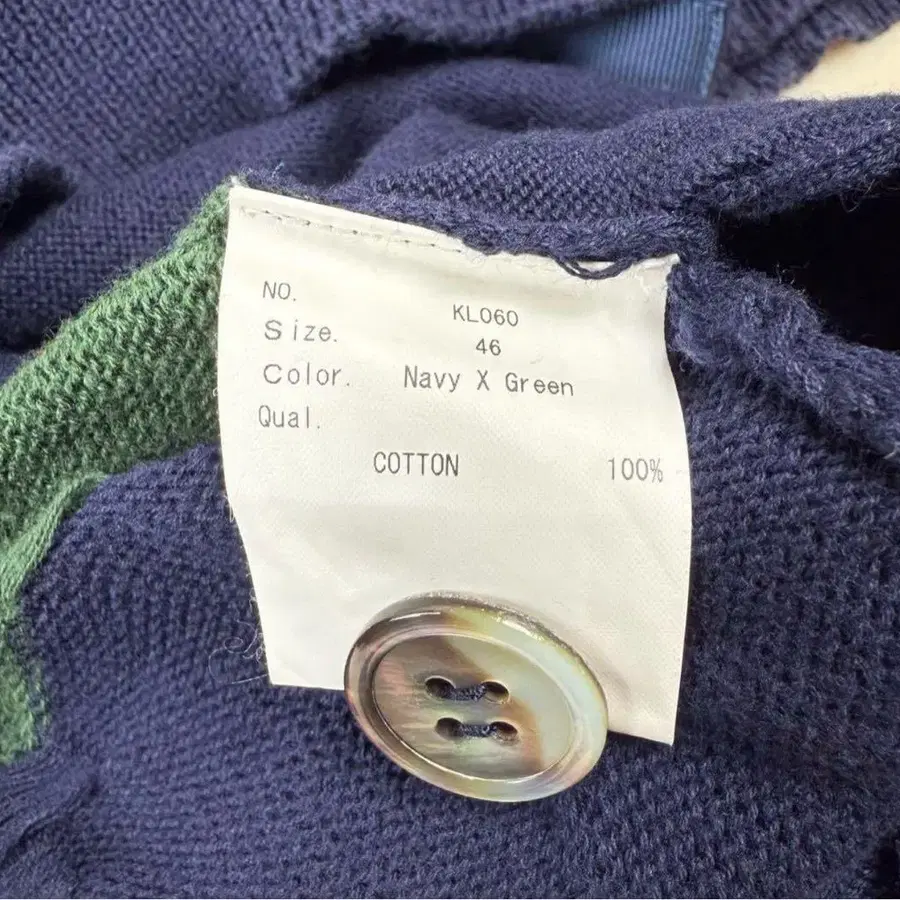 NO. KL060
Size. 46
Color. Navy X Green
Qual.
COTTON 100%